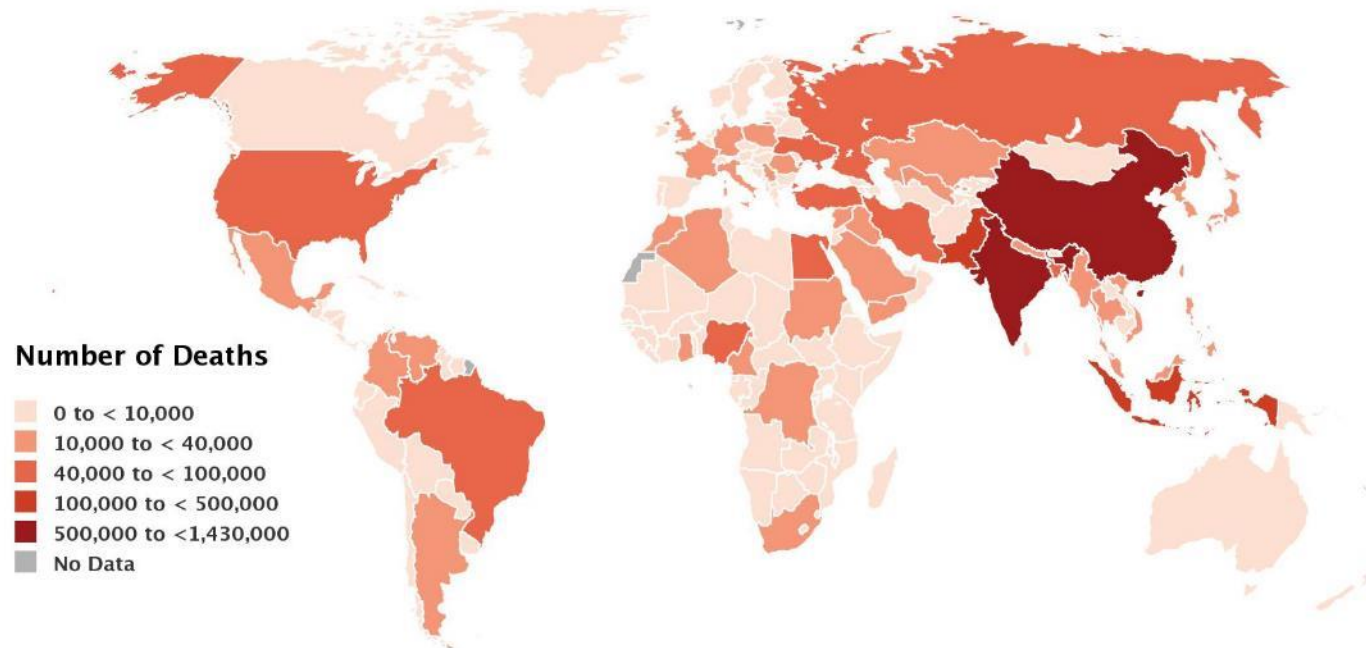 Number of Deaths
0 to < 10,000
10,000 to < 40,000
40,000 to < 100,000
100,000 to < 500,000
500,000 to <1,430,000
No Data